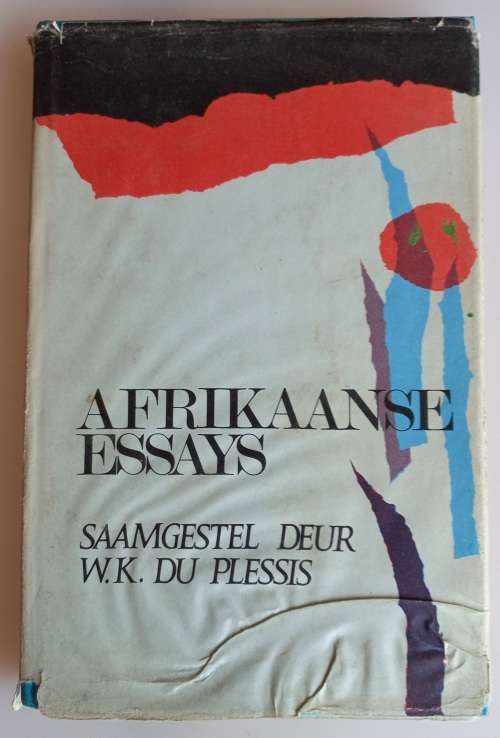 AFRIKAANSE
ESSAYS
SAAMGESTEL DEUR
W.K. DU PLESSIS